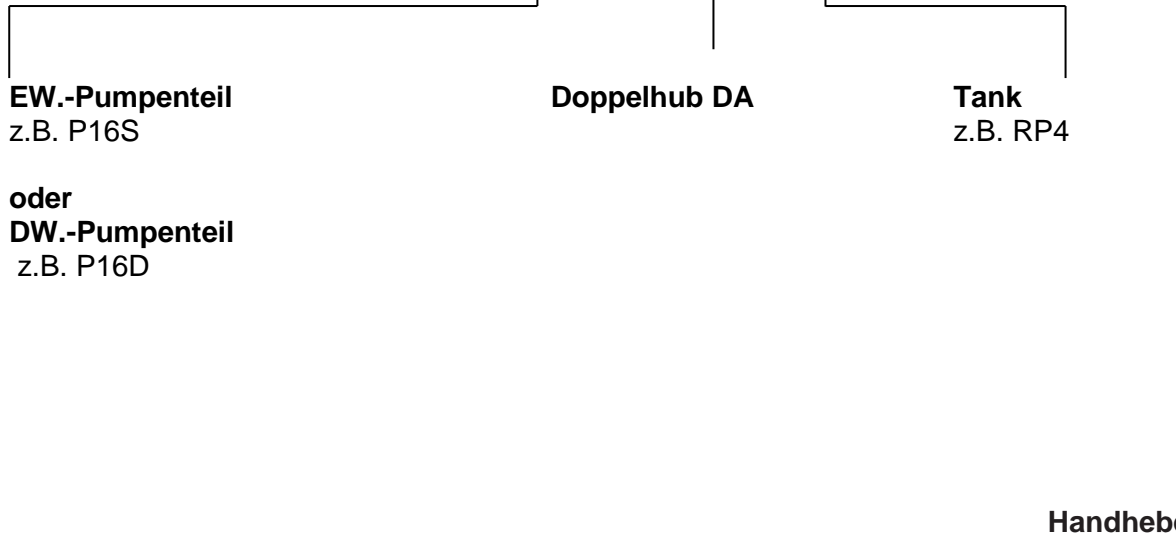 EW.-Pumpenteil
z.B. P16S
oder
DW.-Pumpenteil
z.B. P16D
Doppelhub DA
Tank
z.B. RP4